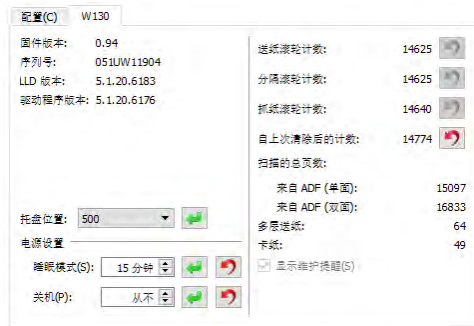 配置(C) W130
固件版本: 0.94
序列号: 051UW11904
LLD 版本: 5.1.20.6183
驱动程序版本: 5.1.20.6176
托盘位置: 500
电源设置
睡眠模式(S): 15 分钟
关机(P): 从不
送纸滚轮计数: 14625
分隔滚轮计数: 14625
抓纸滚轮计数: 14640
自上次清除后的计数: 14774
扫描的总页数:
来自 ADF (单面): 15097
来自 ADF (双面): 16833
多层送纸: 64
卡纸: 49
显示维护提醒(S)